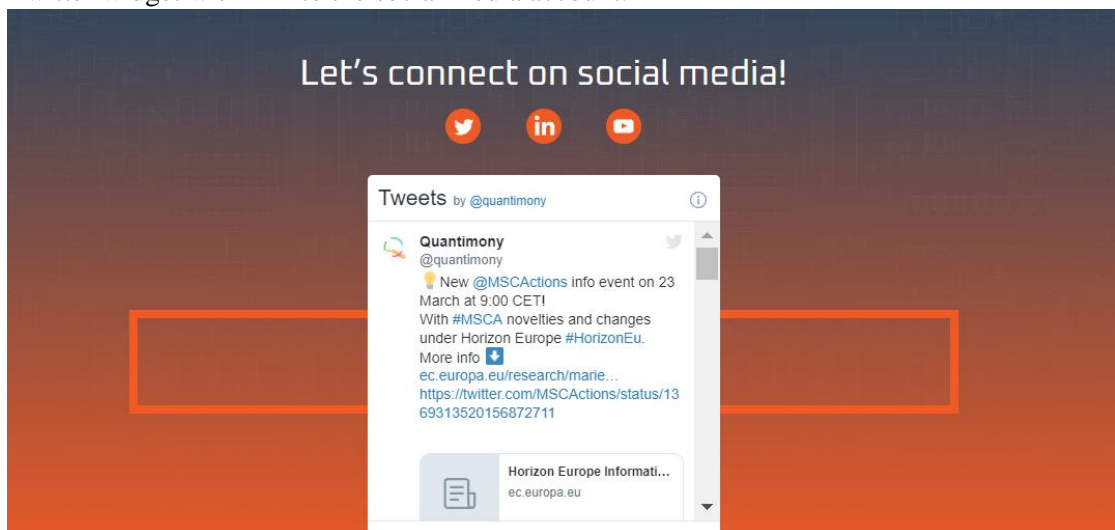 Let's connect on social media!
in
Tweets by @quantimony
Quantimony
@quantimony
New @MSCActions info event on 23
March at 9:00 CET!
With #MSCA novelties and changes
under Horizon Europe #HorizonEu.
More info
ec.europa.eu/research/marie…
https://twitter.com/MSCActions/status/13
69313520156872711
Horizon Europe Informati...
ec.europa.eu